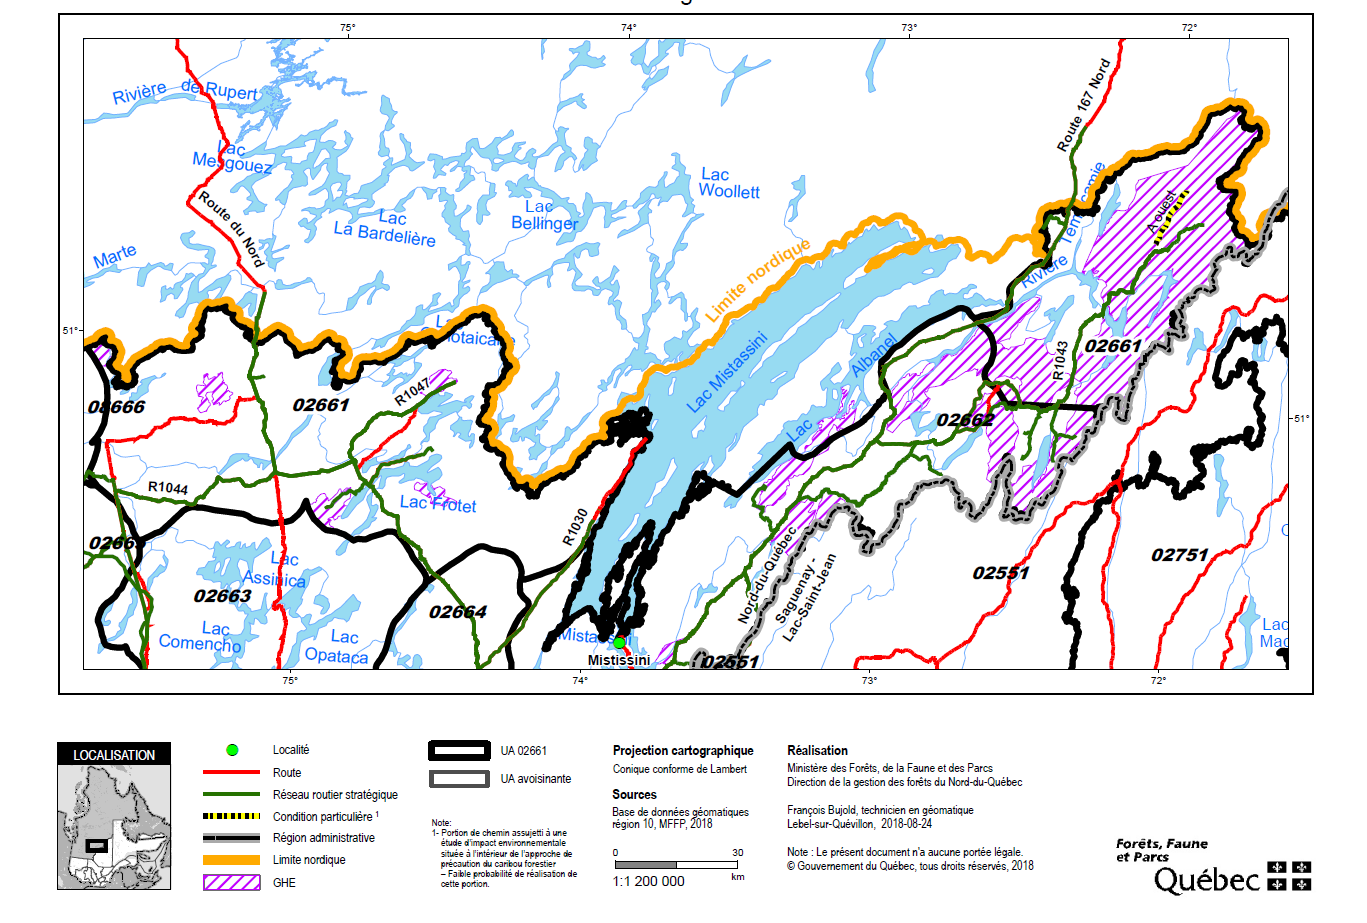 75°
74°
73°
72°
Route 167 Nord
Rivière de Rupert
Lac
Mesgouez
Lac
Woollett
Lac
Bellinger
Lac
La Bardelière
Route du Nord
Marte
A ouest
Rivière
Limite nordique
51°
Lac Mistassini
Albanel
Lac
R1043
02661
R1047
08666
02661
02662
51°
R1044
Lac Frotet
R1030
Nord-du-Québec
Saguenay -
Lac-Saint-Jean
Lac
Assinica
02663
02664
02551
02751
Lac
Comencho
Lac
Opataca
Lac
Mistissini
02551
75°
74°
73°
72°
LOCALISATION
Localité
Route
Réseau routier stratégique
Condition particulière 1
Région administrative
Limite nordique
GHE
UA 02661
UA avoisinante
Note:
1- Portion de chemin assujetti à une
étude d'impact environnementale
située à l'intérieur de l'approche de
précaution du caribou forestier
– Faible probabilité de réalisation de
cette portion.
Projection cartographique
Conique conforme de Lambert
Sources
Base de données géomatiques
région 10, MFFP, 2018
0 30
km
1:1 200 000
Réalisation
Ministère des Forêts, de la Faune et des Parcs
Direction de la gestion des forêts du Nord-du-Québec
François Bujold, technicien en géomatique
Lebel-sur-Quévillon, 2018-08-24
Note : Le présent document n'a aucune portée légale.
© Gouvernement du Québec, tous droits réservés, 2018
Forêts, Faune
et Parcs
Québec